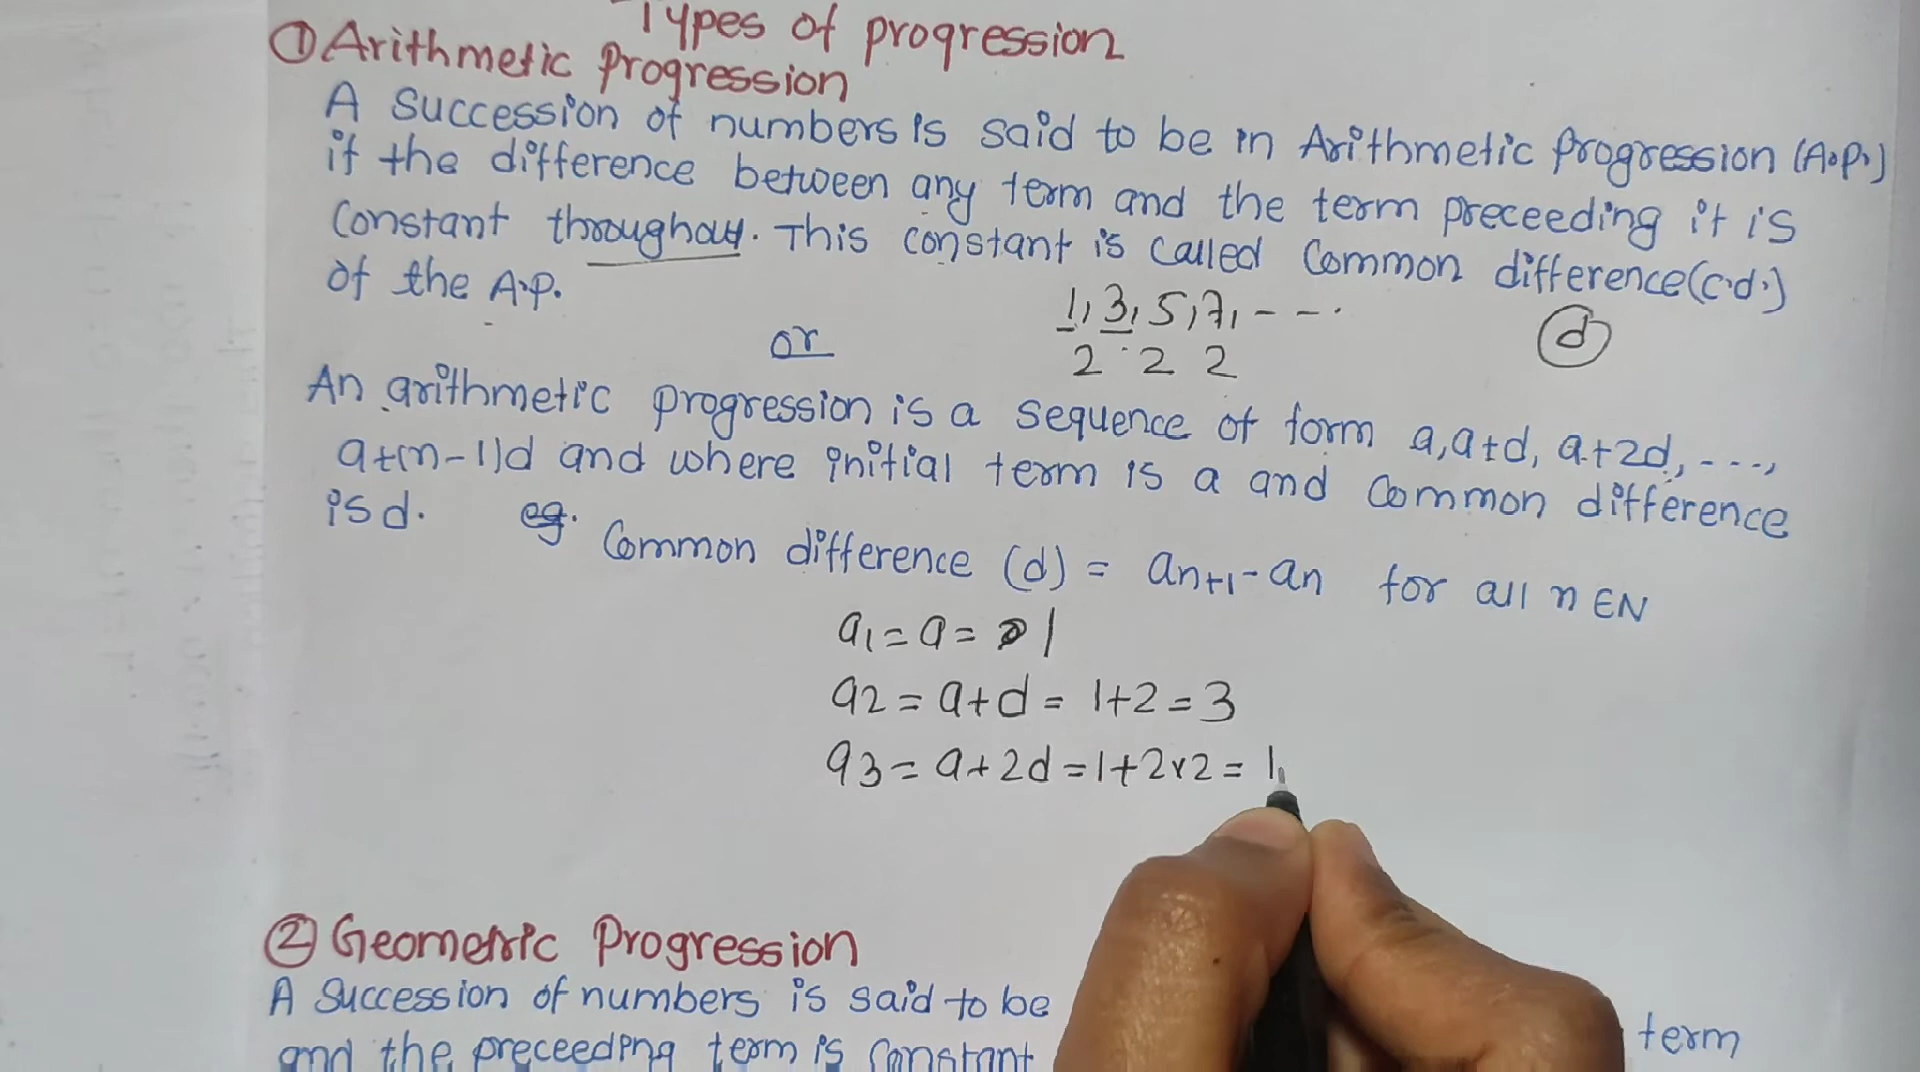 Types of progression
① Arithmetic Progression
A succession of numbers is said to be in Arithmetic Progression (A.P.)
if the difference between any term and the term preceeding it is
Constant throughout. This constant is called Common difference (c.d.)
of the A.P.
1, 3, 5, 7, - - -.
d
2 2 2
or
An arithmetic progression is a sequence of form a, a+d, a+2d, - - -,
a+(n-1)d and where initial term is a and Common difference
is d.
eg. Common difference (d) = an+1 - an for all n ∈ N
a1 = a = 1
a2 = a+d = 1+2 = 3
a3 = a+2d = 1+2×2 = 1
② Geometric Progression
A Succession of numbers is said to be
term
and the preceeding term is Constant